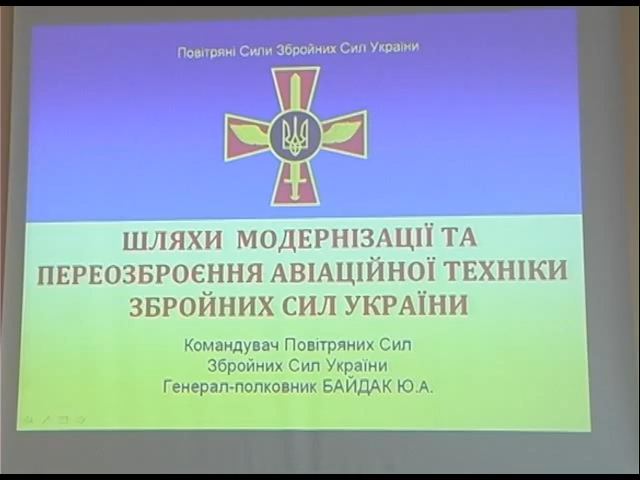 Повітряні Сили Збройних Сил України
ШЛЯХИ МОДЕРНІЗАЦІЇ ТА
ПЕРЕОЗБРОЄННЯ АВІАЦІЙНОЇ ТЕХНІКИ
ЗБРОЙНИХ СИЛ УКРАЇНИ
Командувач Повітряних Сил
Збройних Сил України
Генерал-полковник БАЙДАК Ю.А.